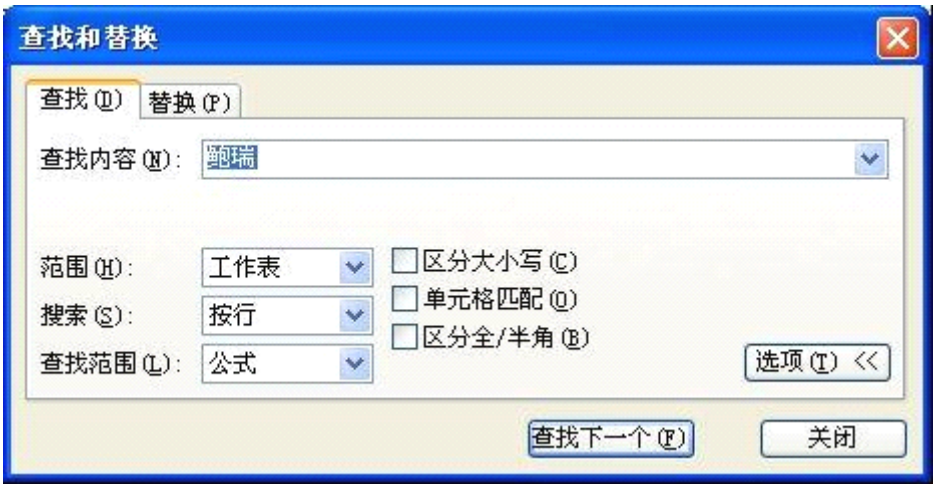 查找和替换
查找(D) 替换(P)
查找内容(N): 鲍瑞
范围(H): 工作表 区分大小写(C)
单元格匹配(O)
搜索(S): 按行
区分全/半角(B)
查找范围(L): 公式
选项(T) <<
查找下一个(F) 关闭